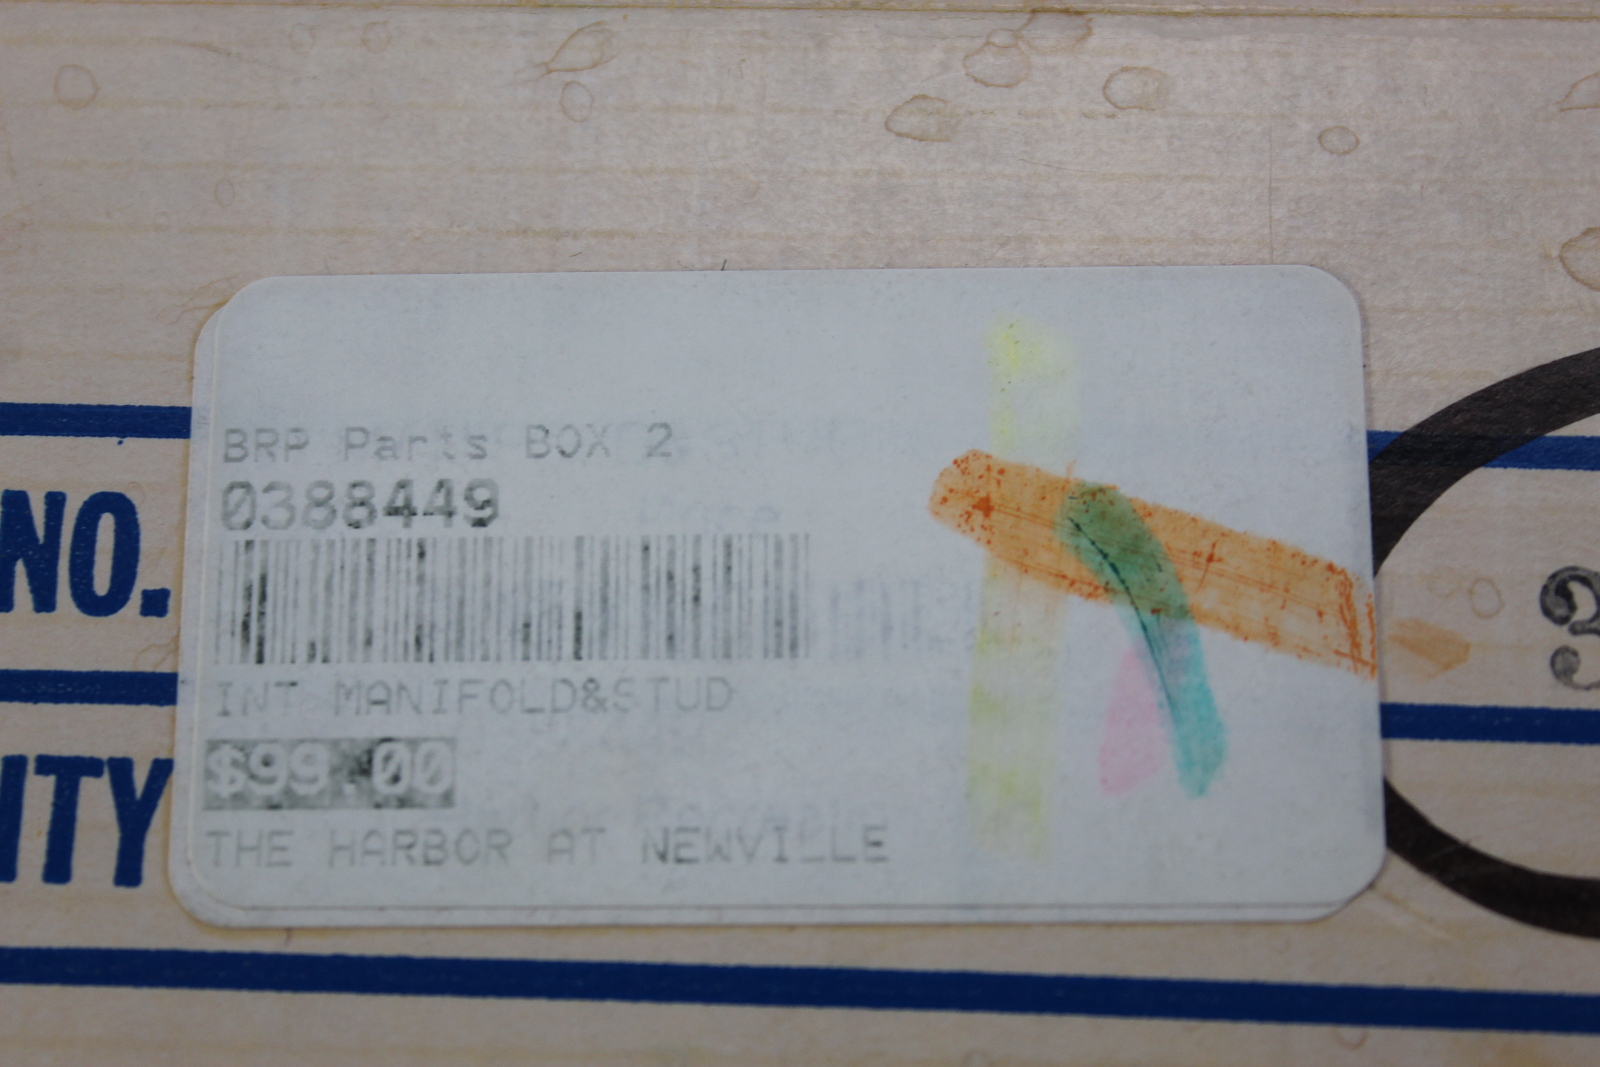 BRP Parts BOX 2
0388449
INT MANIFOLD&STUD
$99.00
THE HARBOR AT NEWVILLE
NO.
ITY